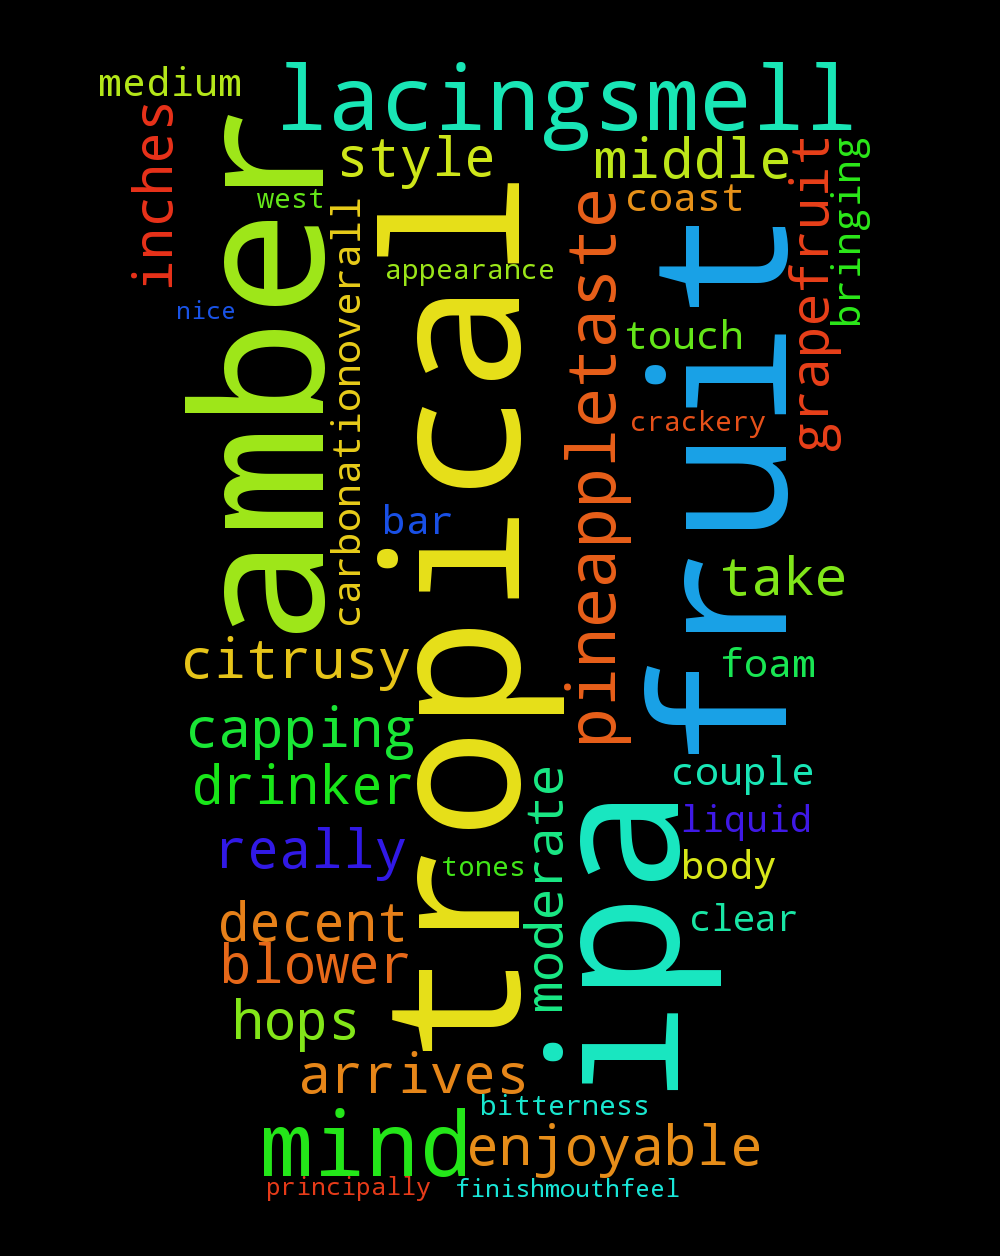 medium
lacingsmell
inches
amber
style
middle
grapefruit
bringing
west
carbonationoverall
tropical
pineappletaste
coast
fruit
appearance
nice
touch
crackery
bar
take
citrusy
foam
capping
drinker
couple
moderate
ipa
liquid
really
tones
body
decent
clear
blower
hops
arrives
bitterness
mind
enjoyable
principally
finishmouthfeel